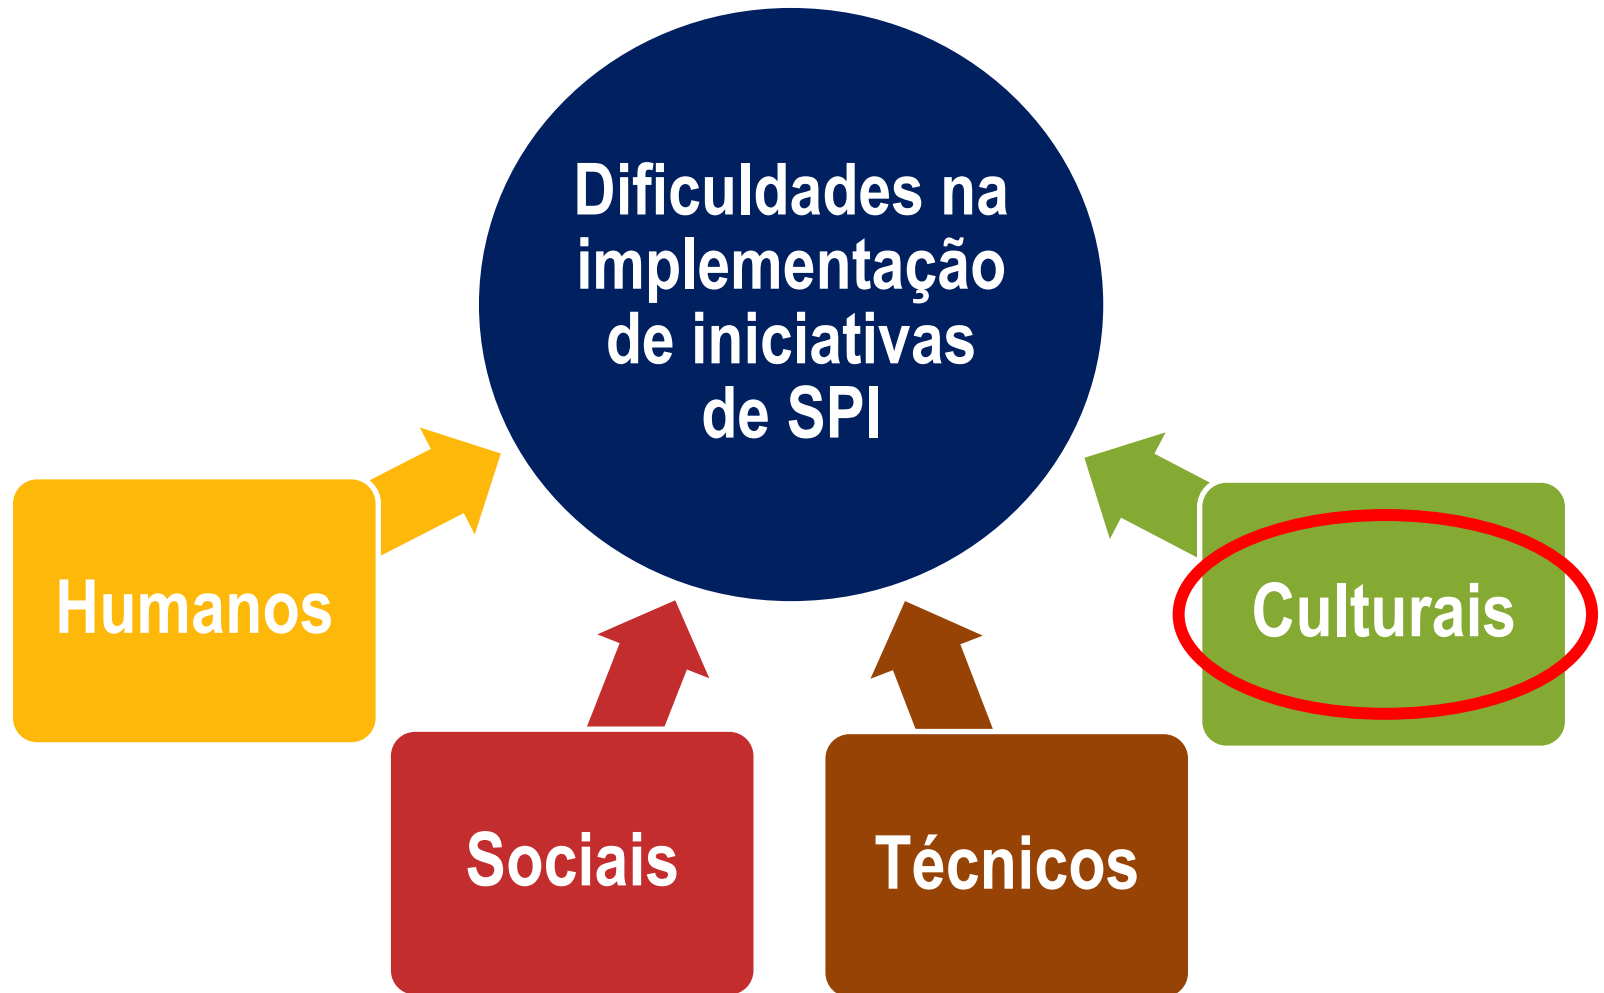 Dificuldades na
implementação
de iniciativas
de SPI
Humanos
Sociais
Técnicos
Culturais